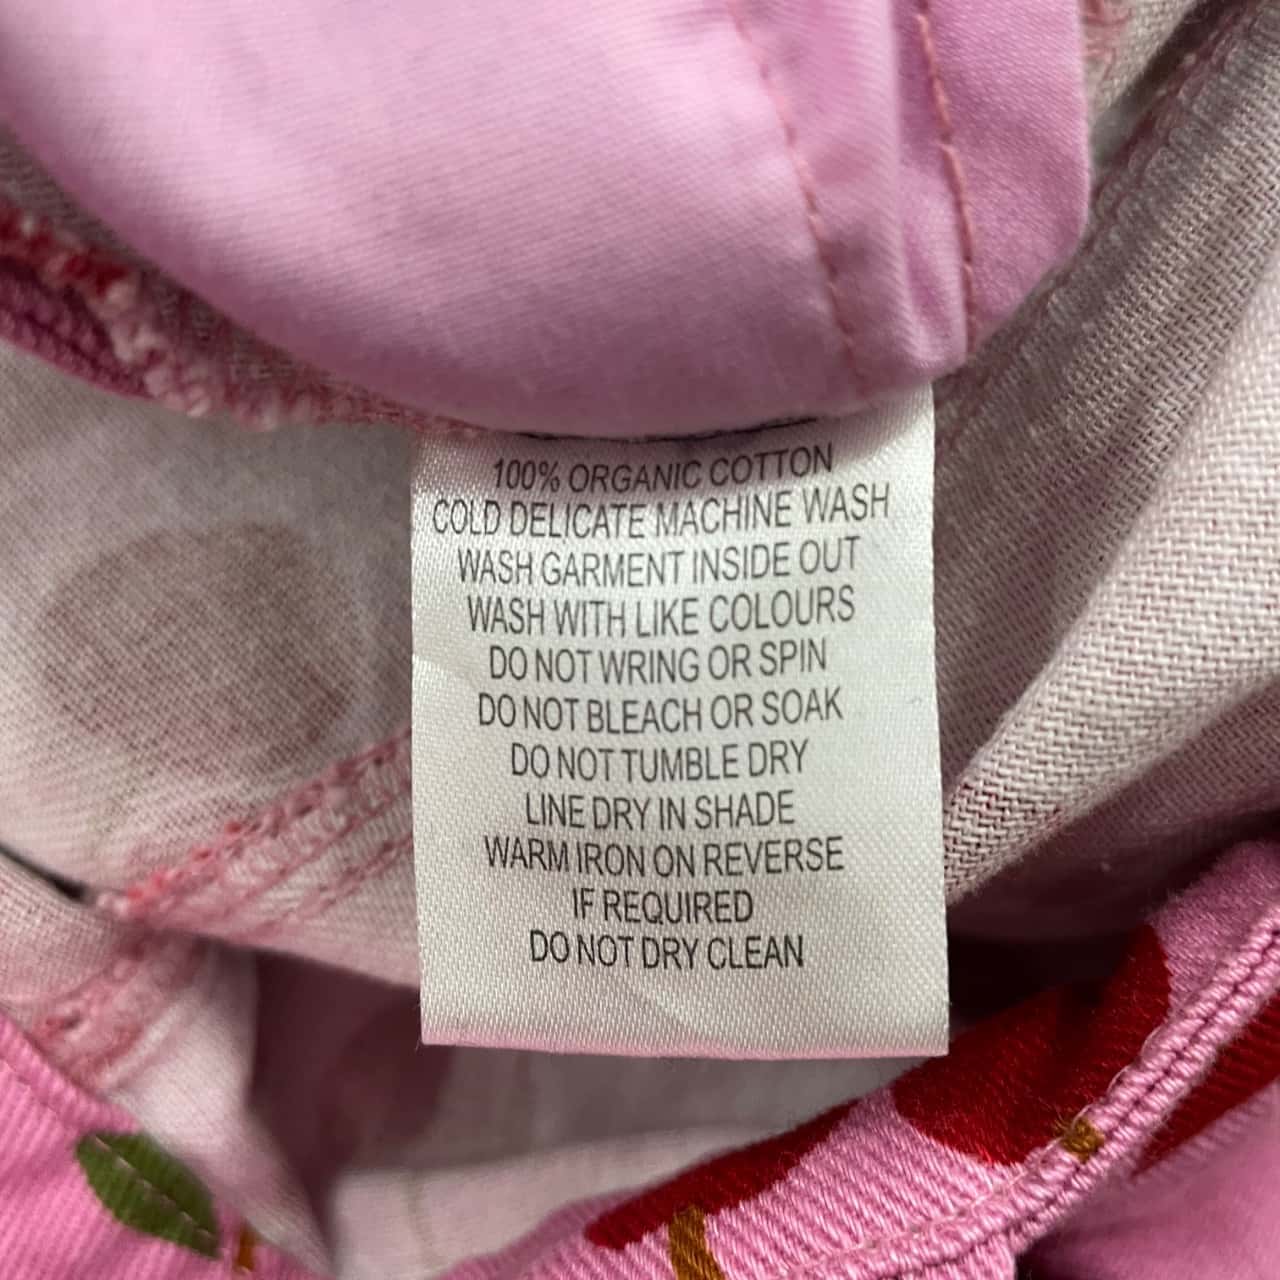 100% ORGANIC COTTON
COLD DELICATE MACHINE WASH
WASH GARMENT INSIDE OUT
WASH WITH LIKE COLOURS
DO NOT WRING OR SPIN
DO NOT BLEACH OR SOAK
DO NOT TUMBLE DRY
LINE DRY IN SHADE
WARM IRON ON REVERSE
IF REQUIRED
DO NOT DRY CLEAN